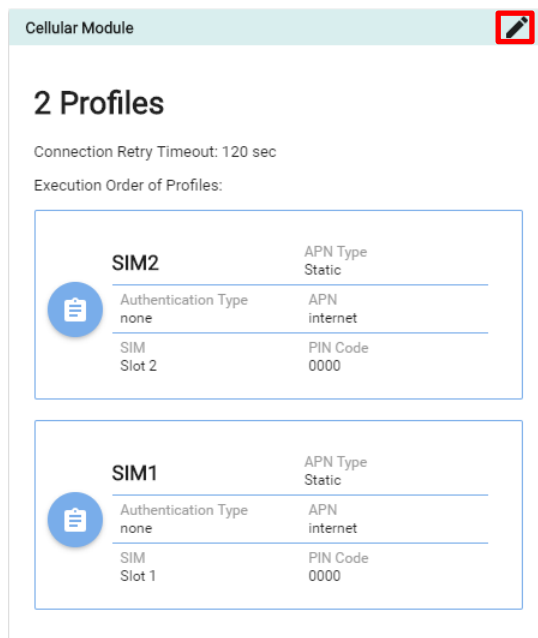 Cellular Module
2 Profiles
Connection Retry Timeout: 120 sec
Execution Order of Profiles:
SIM2
APN Type
Static
Authentication Type
none
APN
internet
SIM
Slot 2
PIN Code
0000
SIM1
APN Type
Static
Authentication Type
none
APN
internet
SIM
Slot 1
PIN Code
0000